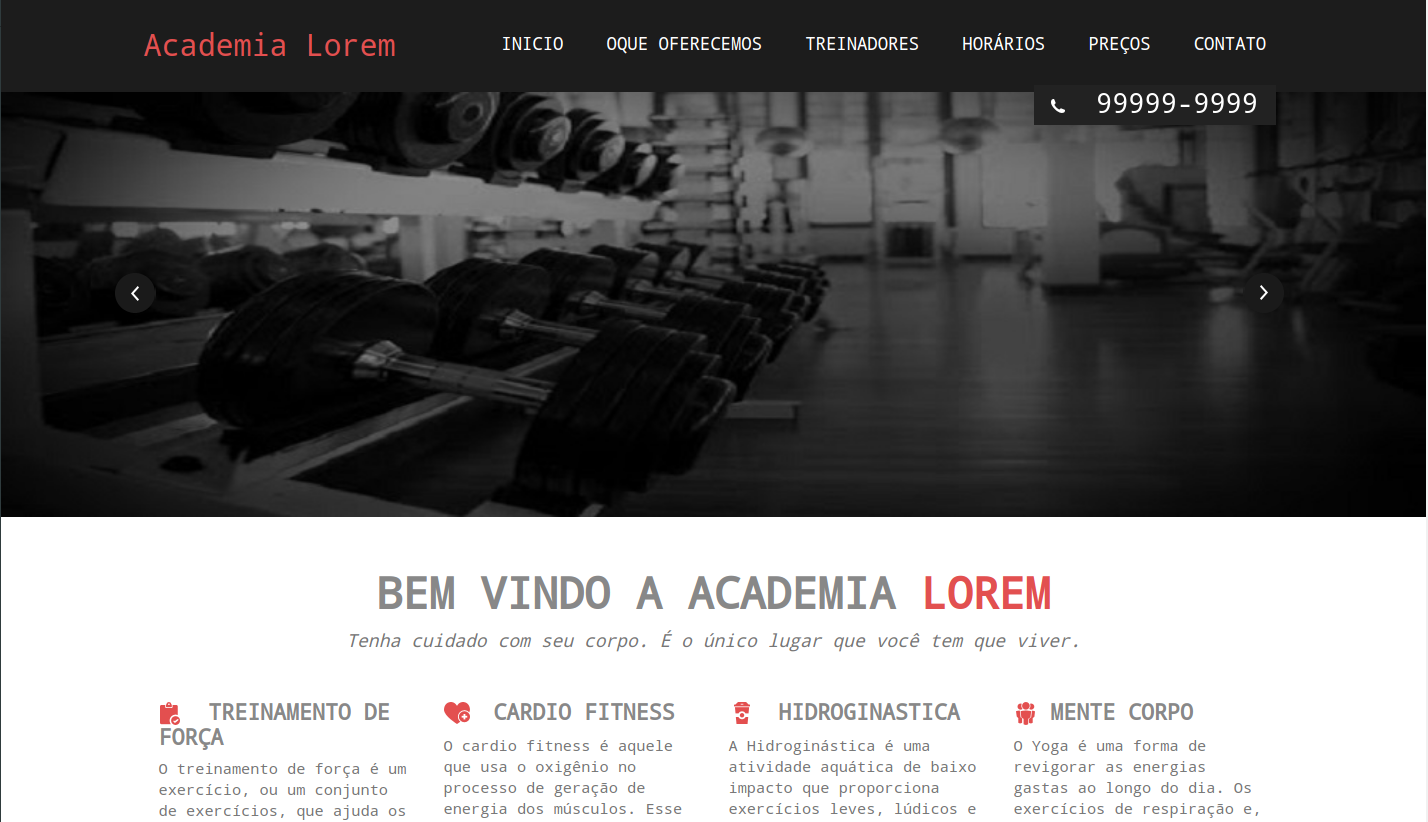 Academia Lorem
INICIO OQUE OFERECEMOS TREINADORES HORÁRIOS PREÇOS CONTATO
99999-9999
BEM VINDO A ACADEMIA LOREM
Tenha cuidado com seu corpo. É o único lugar que você tem que viver.
TREINAMENTO DE
FORÇA
O treinamento de força é um
exercício, ou um conjunto
de exercícios, que ajuda os
CARDIO FITNESS
O cardio fitness é aquele
que usa o oxigênio no
processo de geração de
energia dos músculos. Esse
HIDROGINASTICA
A Hidroginástica é uma
atividade aquática de baixo
impacto que proporciona
exercícios leves, lúdicos e
MENTE CORPO
O Yoga é uma forma de
revigorar as energias
gastas ao longo do dia. Os
exercícios de respiração e,